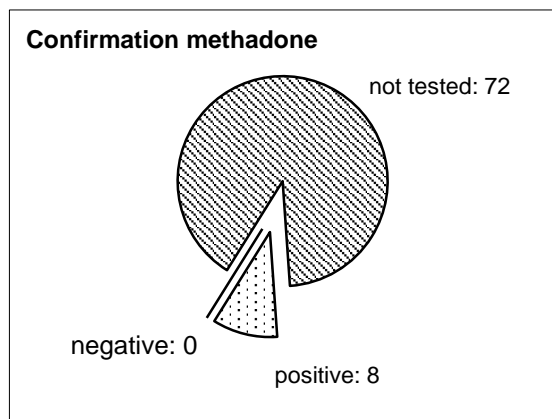 Confirmation methadone
not tested: 72
negative: 0
positive: 8